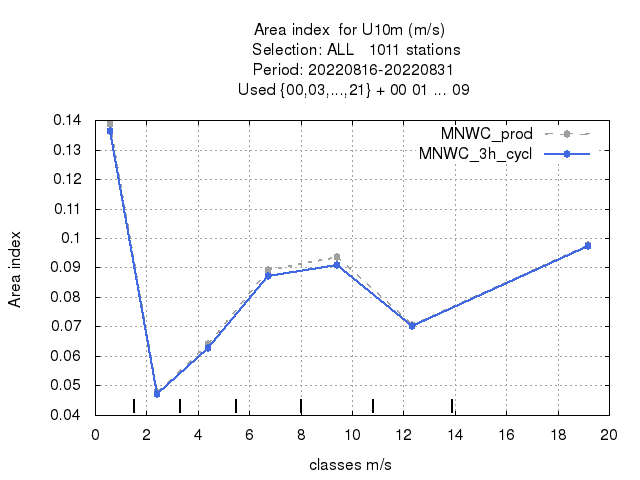 Area index  for U10m (m/s)
Selection: ALL   1011 stations
Period: 20220816-20220831
Used {00,03,...,21} + 00 01 ... 09
0.14
0.13
0.12
0.11
0.1
0.09
0.08
0.07
0.06
0.05
0.04
Area index
MNWC_prod
MNWC_3h_cycl
0 2 4 6 8 10 12 14 16 18 20
classes m/s